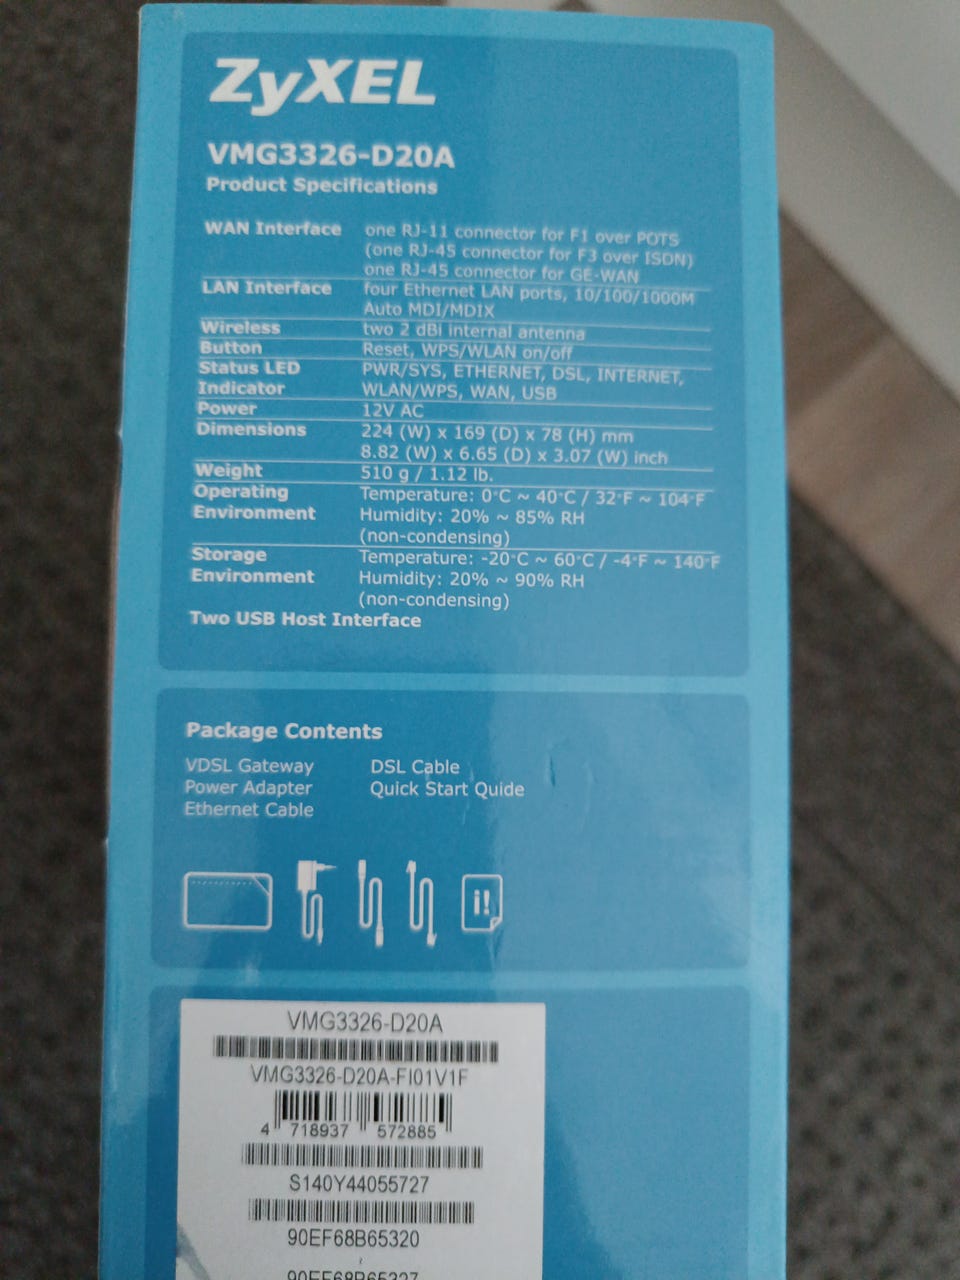 ZyXEL
VMG3326-D20A
Product Specifications
WAN Interface one RJ-11 connector for F1 over POTS
(one RJ-45 connector for F3 over ISDN)
one RJ-45 connector for GE-WAN
LAN Interface four Ethernet LAN ports, 10/100/1000M
Auto MDI/MDIX
Wireless two 2 dBi internal antenna
Button Reset, WPS/WLAN on/off
Status LED PWR/SYS, ETHERNET, DSL, INTERNET,
Indicator WLAN/WPS, WAN, USB
Power 12V AC
Dimensions 224 (W) x 169 (D) x 78 (H) mm
8.82 (W) x 6.65 (D) x 3.07 (W) inch
Weight 510 g / 1.12 lb.
Operating Temperature: 0°C ~ 40°C / 32°F ~ 104°F
Environment Humidity: 20% ~ 85% RH
(non-condensing)
Storage Temperature: -20°C ~ 60°C / -4°F ~ 140°F
Environment Humidity: 20% ~ 90% RH
(non-condensing)
Two USB Host Interface
Package Contents
VDSL Gateway DSL Cable
Power Adapter Quick Start Quide
Ethernet Cable
i!
VMG3326-D20A
VMG3326-D20A-FI01V1F
4 718937 572885
S140Y44055727
90EF68B65320
90EF68B65327